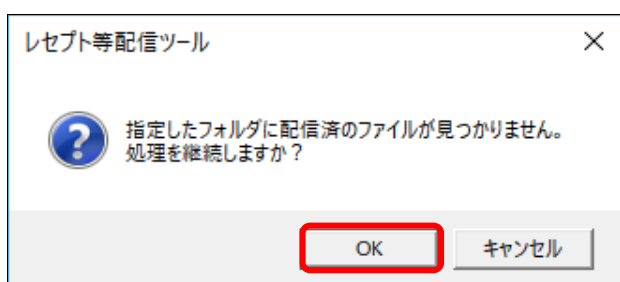 レセプト等配信ツール
指定したフォルダに配信済のファイルが見つかりません。
処理を継続しますか？
OK
キャンセル